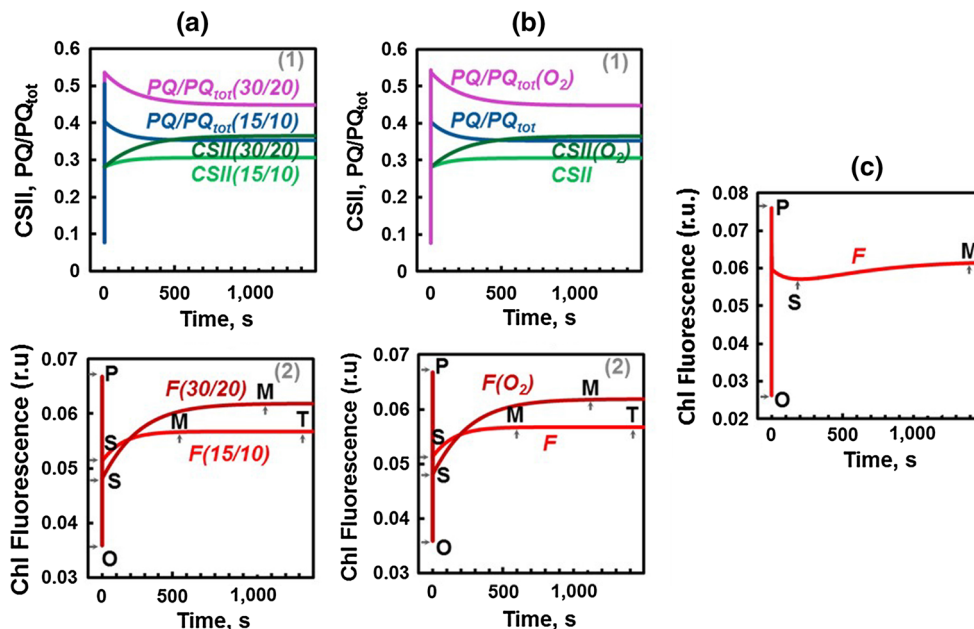 (a)
(1)
0.6
0.5
0.4
0.3
0.2
0.1
0
CSII, PQ/PQtot
PQ/PQtot(30/20)
PQ/PQtot(15/10)
CSII(30/20)
CSII(15/10)
0 500 1,000
Time, s
(2)
0.07
0.06
0.05
0.04
0.03
Chl Fluorescence (r.u)
P
F(30/20)
M
M
T
S
F(15/10)
S
O
0 500 1,000
Time, s
(b)
(1)
0.6
0.5
0.4
0.3
0.2
0.1
0
CSII, PQ/PQtot
PQ/PQtot(O2)
PQ/PQtot
CSII(O2)
CSII
0 500 1,000
Time, s
(2)
0.07
0.06
0.05
0.04
0.03
Chl Fluorescence (r.u)
P
F(O2)
M
M
T
S
F
S
O
0 500 1,000
Time, s
(c)
0.08
0.07
0.06
0.05
0.04
0.03
0.02
Chl Fluorescence (r.u.)
P
F
M
S
O
0 500 1,000
Time, s